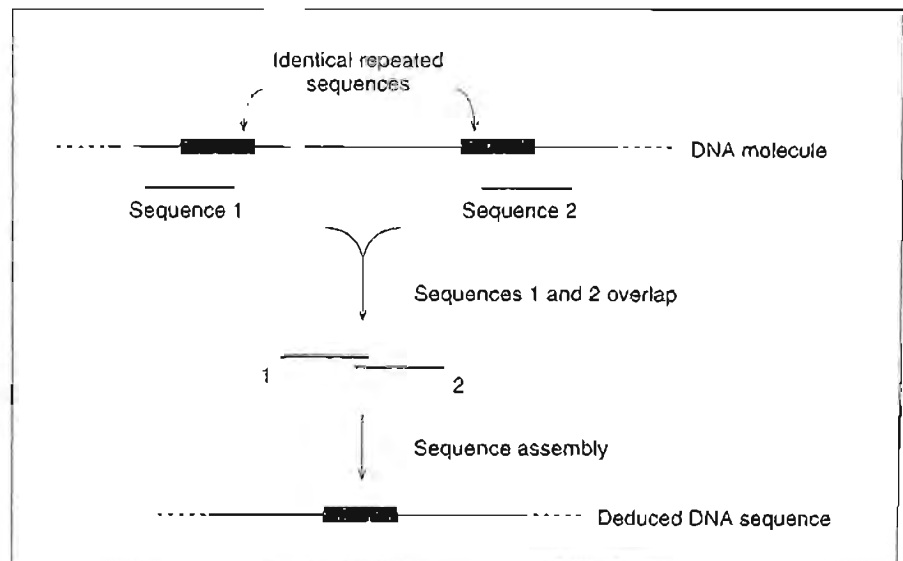 Identical repeated
sequences
DNA molecule
Sequence 1
Sequence 2
Sequences 1 and 2 overlap
1
2
Sequence assembly
Deduced DNA sequence